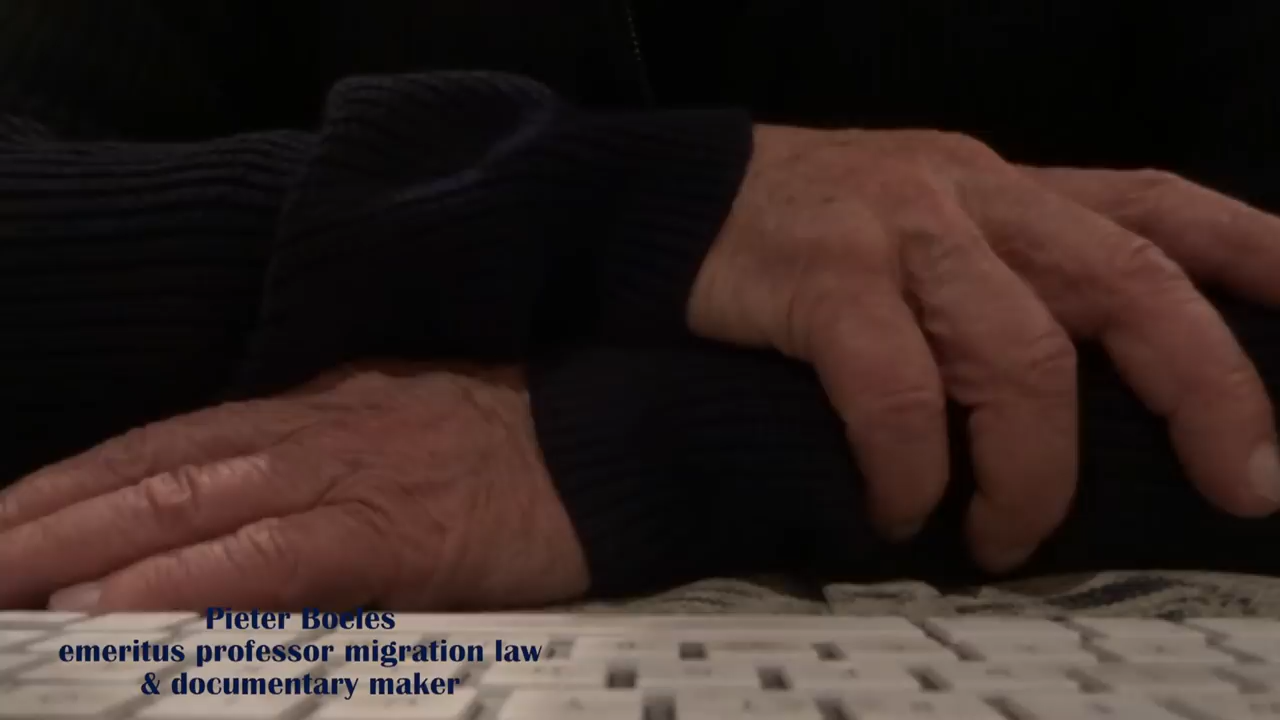 Pieter Boeles
emeritus professor migration law
& documentary maker